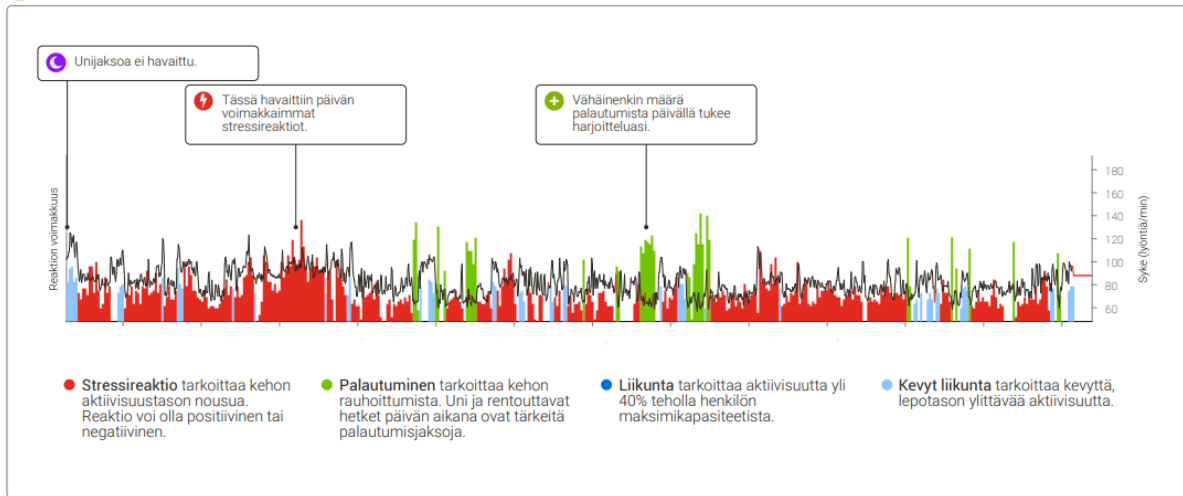 Unijaksoa ei havaittu.
Tässä havaittiin päivän
voimakkaimmat
stressireaktiot.
Vähäinenkin määrä
palautumista päivällä tukee
harjoitteluasi.
Reaktion voimakkuus
180
160
140
120
100
80
60
Syke (lyöntiä/min)
Stressireaktio tarkoittaa kehon
aktiivisuustason nousua.
Reaktio voi olla positiivinen tai
negatiivinen.
Palautuminen tarkoittaa kehon
rauhoittumista. Uni ja rentouttavat
hetket päivän aikana ovat tärkeitä
palautumisjaksoja.
Liikunta tarkoittaa aktiivisuutta yli
40% teholla henkilön
maksimikapasiteetista.
Kevyt liikunta tarkoittaa kevyttä,
lepotason ylittävää aktiivisuutta.